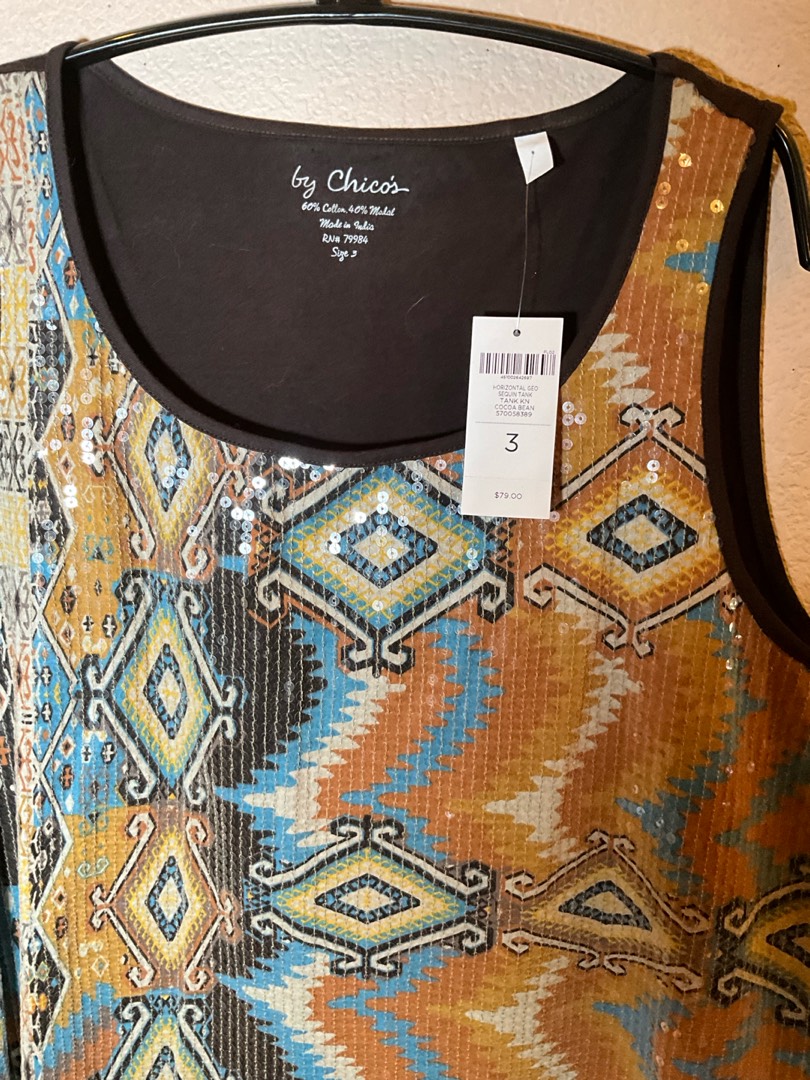 by Chico's
60% Cotton, 40% Modal
Made in India
RN# 79984
Size 3
HORIZONTAL GEO
SEQUIN TANK
TANK KN
COCOA BEAN
570058389
3
$79.00